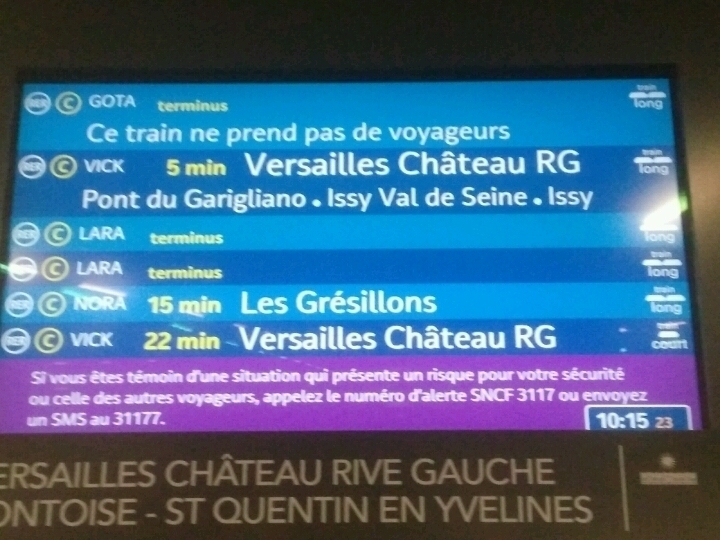 RER C GOTA terminus train long
Ce train ne prend pas de voyageurs
RER C VICK 5 min Versailles Château RG train long
Pont du Garigliano • Issy Val de Seine • Issy
RER C LARA terminus long
C LARA terminus train long
RER C NORA 15 min Les Grésillons train long
RER C VICK 22 min Versailles Château RG train court
Si vous êtes témoin d'une situation qui présente un risque pour votre sécurité
ou celle des autres voyageurs, appelez le numéro d'alerte SNCF 3117 ou envoyez
un SMS au 31177.
10:15 23
ERSAILLES CHÂTEAU RIVE GAUCHE
ONTOISE - ST QUENTIN EN YVELINES